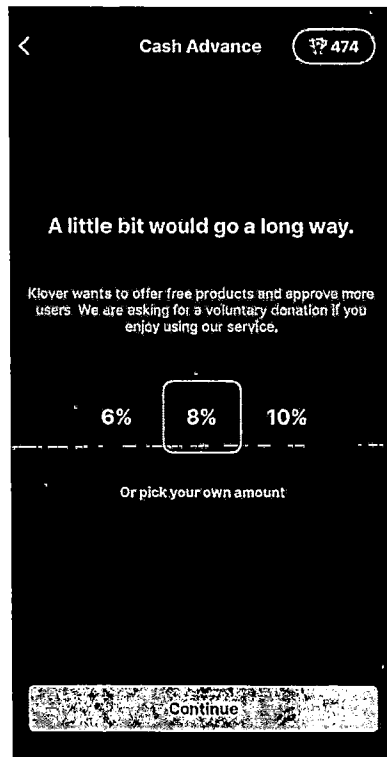 Cash Advance
474
A little bit would go a long way.
Klover wants to offer free products and approve more
users. We are asking for a voluntary donation if you
enjoy using our service.
6% 8% 10%
Or pick your own amount
Continue